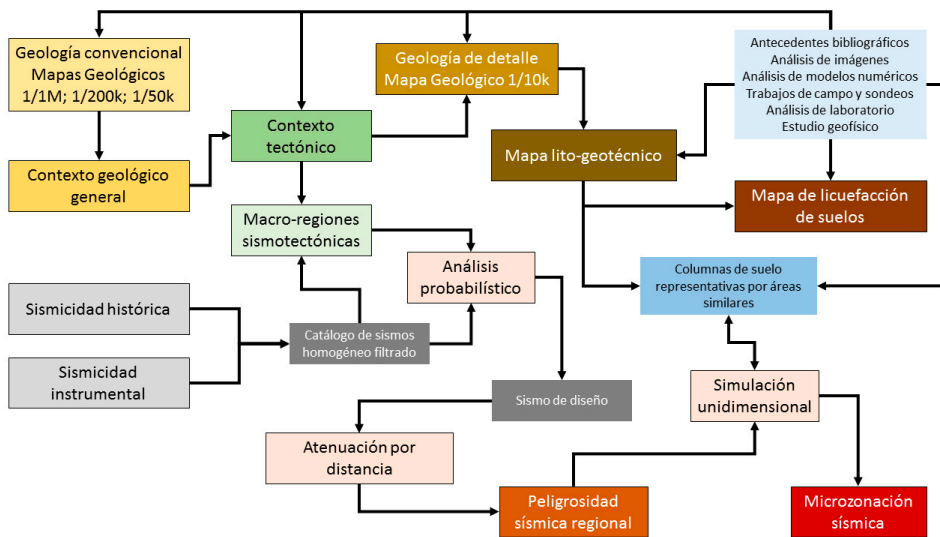 Geología convencional
Mapas Geológicos
1/1M; 1/200k; 1/50k
Geología de detalle
Mapa Geológico 1/10k
Antecedentes bibliográficos
Análisis de imágenes
Análisis de modelos numéricos
Trabajos de campo y sondeos
Análisis de laboratorio
Estudio geofísico
Contexto
tectónico
Mapa lito-geotécnico
Contexto geológico
general
Mapa de licuefacción
de suelos
Macro-regiones
sismotectónicas
Análisis
probabilístico
Columnas de suelo
representativas por áreas
similares
Sismicidad histórica
Catálogo de sismos
homogéneo filtrado
Sismicidad
instrumental
Sismo de diseño
Simulación
unidimensional
Atenuación por
distancia
Peligrosidad
sísmica regional
Microzonación
sísmica